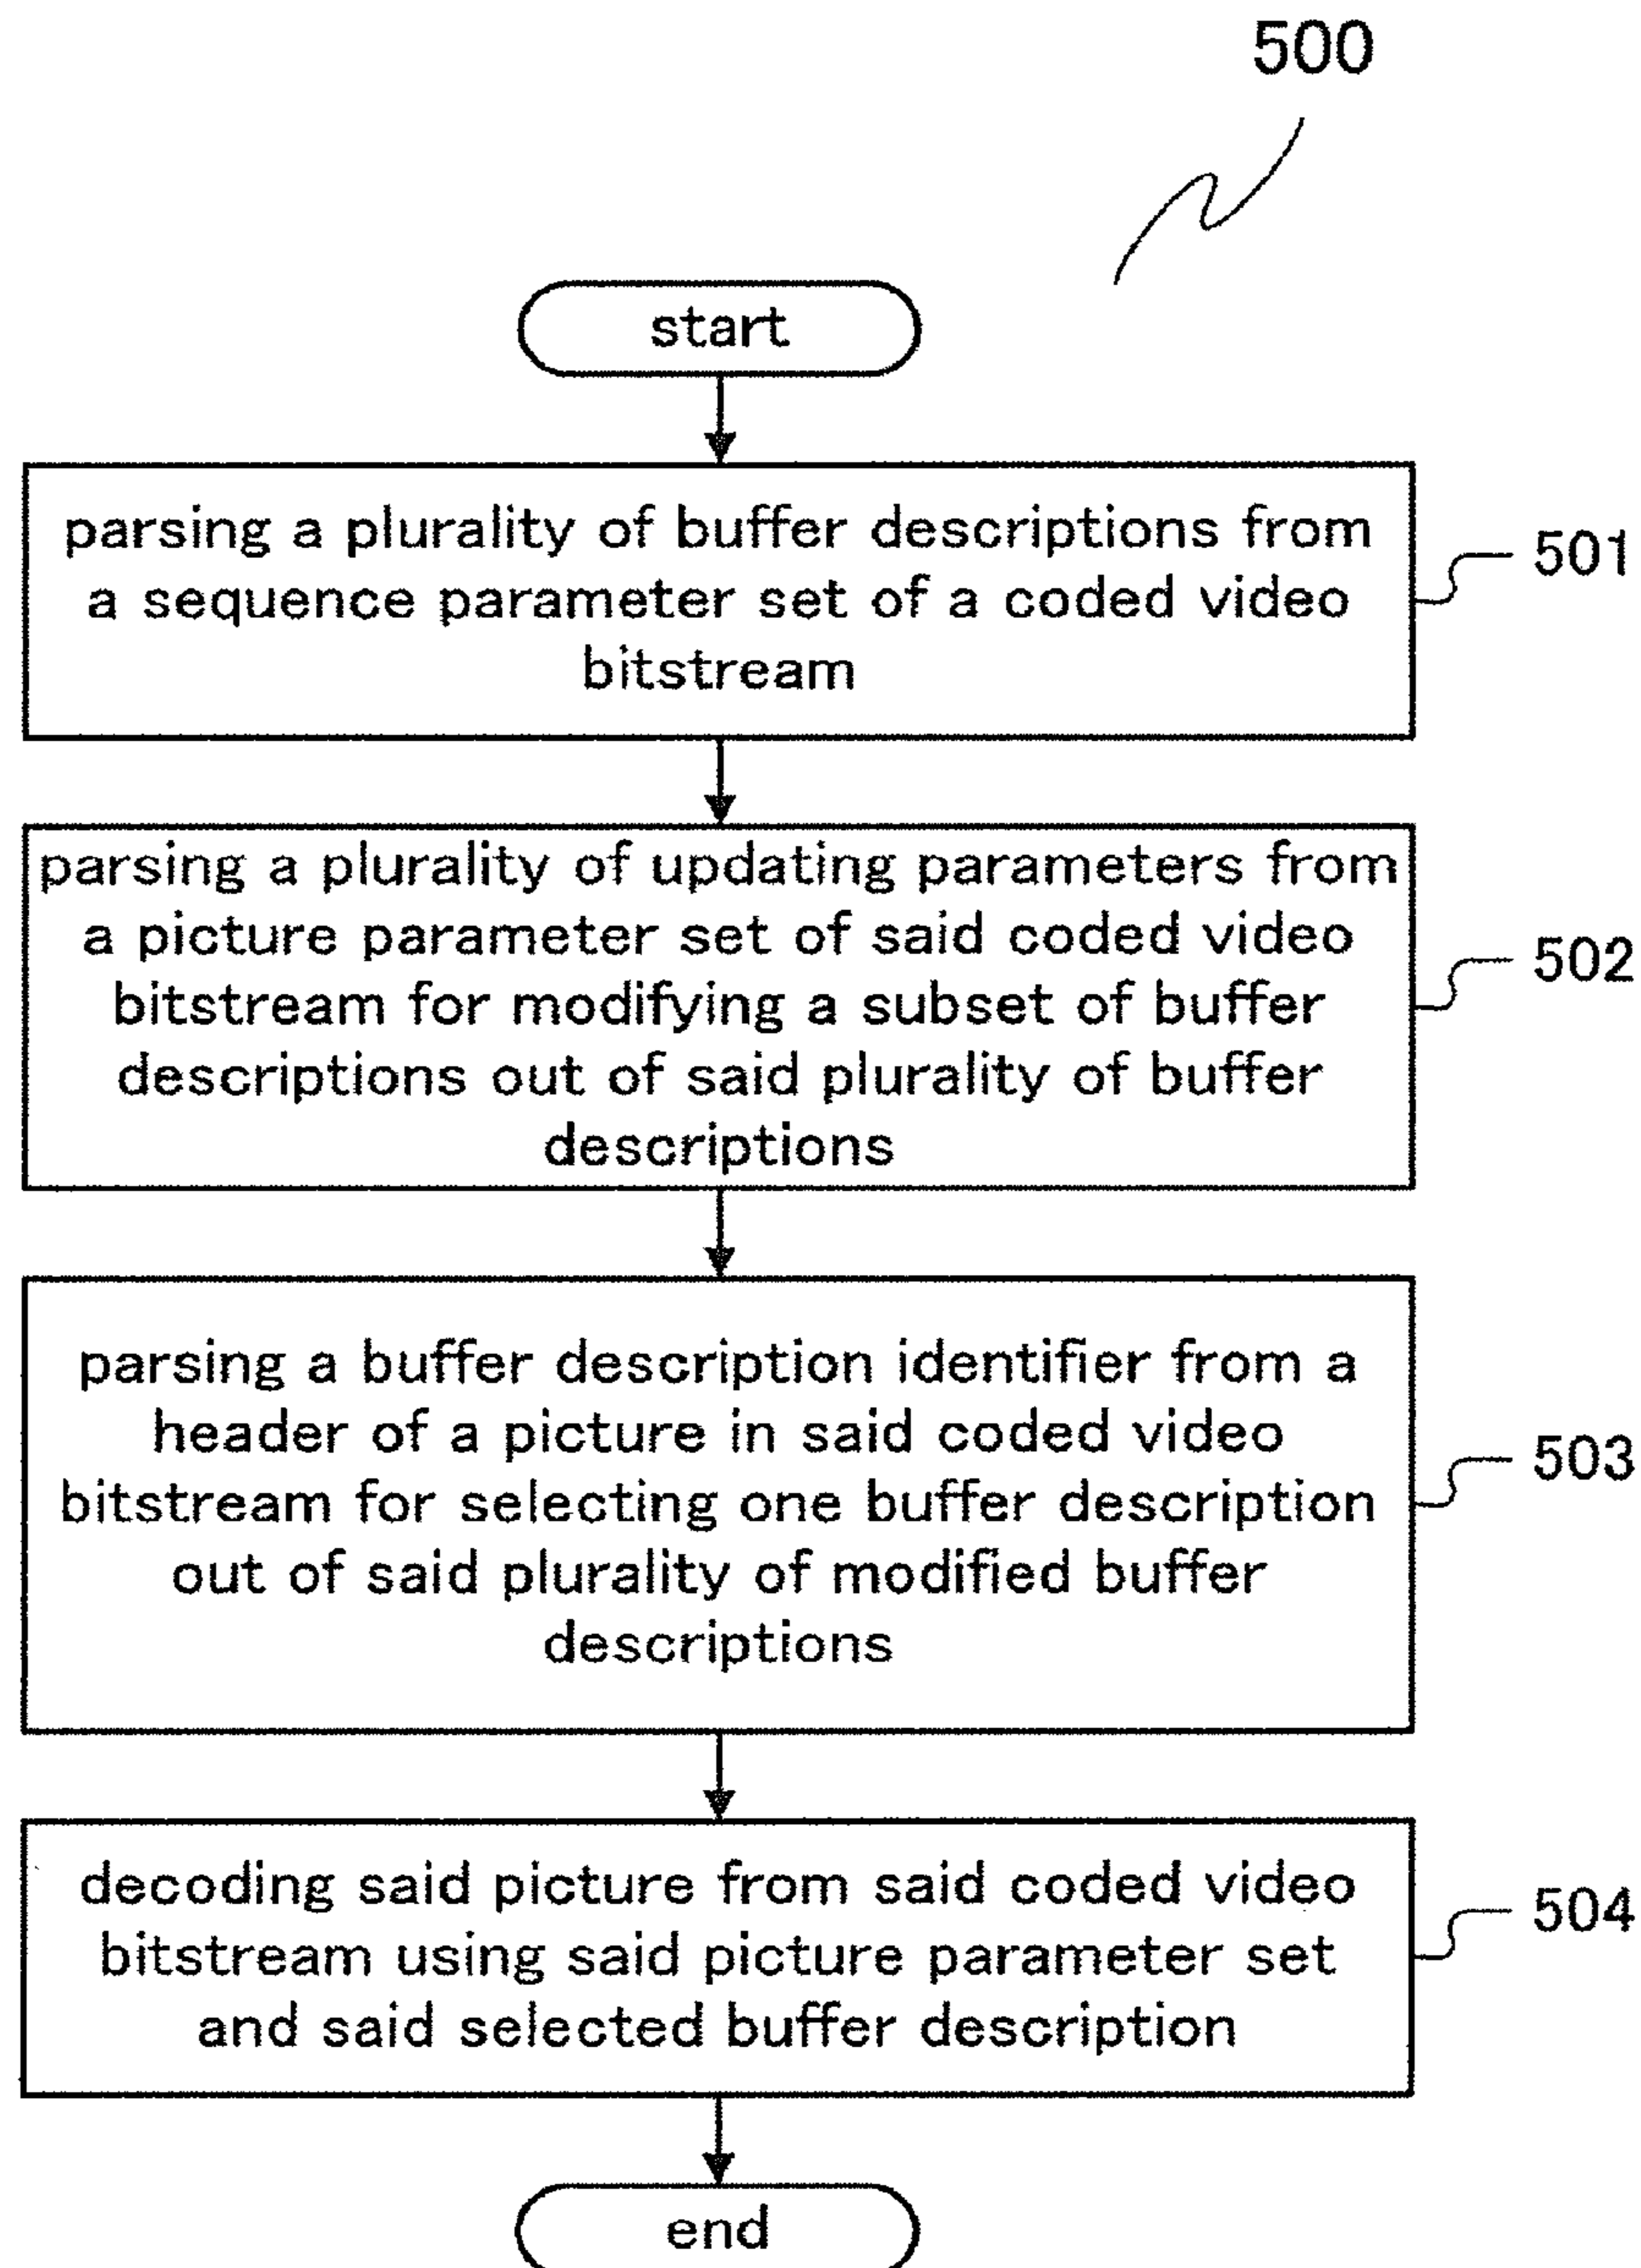 500
start
parsing a plurality of buffer descriptions from
a sequence parameter set of a coded video
bitstream
501
parsing a plurality of updating parameters from
a picture parameter set of said coded video
bitstream for modifying a subset of buffer
descriptions out of said plurality of buffer
descriptions
502
parsing a buffer description identifier from a
header of a picture in said coded video
bitstream for selecting one buffer description
out of said plurality of modified buffer
descriptions
503
decoding said picture from said coded video
bitstream using said picture parameter set
and said selected buffer description
504
end